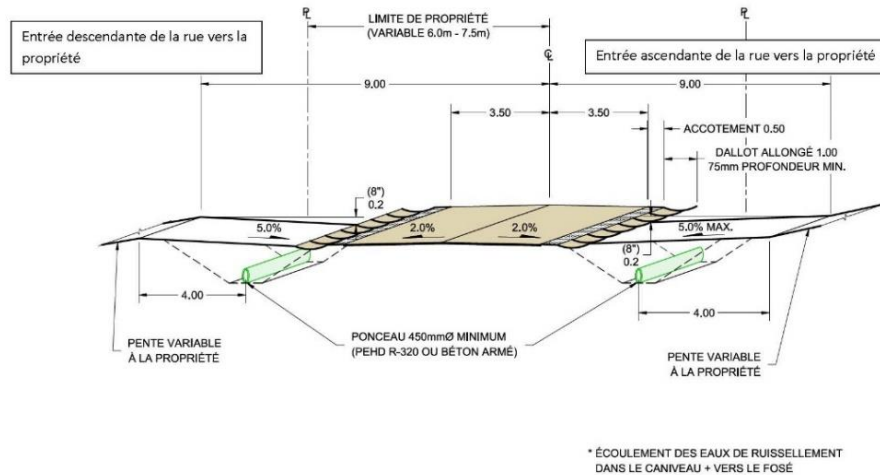 PL
LIMITE DE PROPRIÉTÉ
(VARIABLE 6.0m - 7.5m)
PL
Entrée descendante de la rue vers la
propriété
CL
Entrée ascendante de la rue vers la propriété
9.00
9.00
3.50
3.50
ACCOTEMENT 0.50
DALLOT ALLONGÉ 1.00
75mm PROFONDEUR MIN.
(8")
0.2
5.0%
2.0%
2.0%
5.0% MAX.
(8")
0.2
4.00
4.00
PENTE VARIABLE
À LA PROPRIÉTÉ
PONCEAU 450mmØ MINIMUM
(PEHD R-320 OU BÉTON ARMÉ)
PENTE VARIABLE
À LA PROPRIÉTÉ
* ÉCOULEMENT DES EAUX DE RUISSELLEMENT
DANS LE CANIVEAU + VERS LE FOSÉ